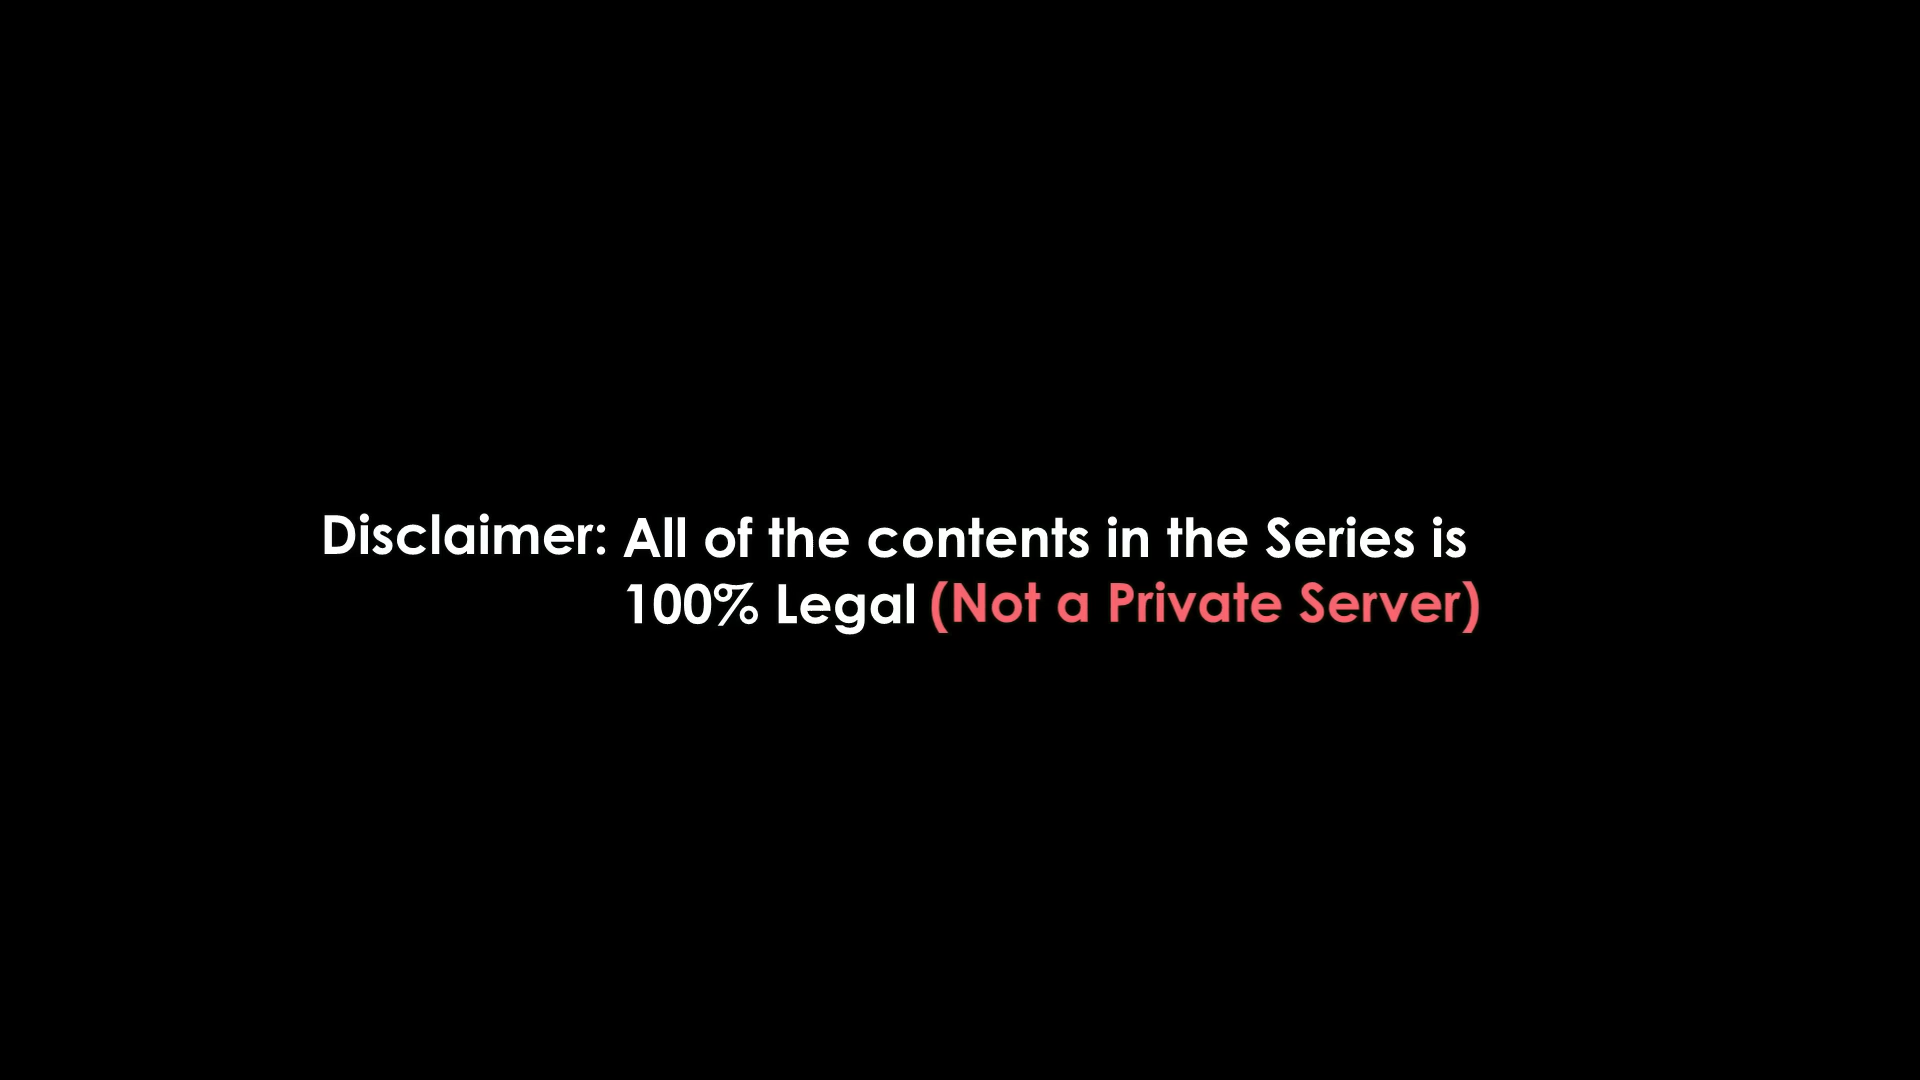 Disclaimer: All of the contents in the Series is
100% Legal (Not a Private Server)